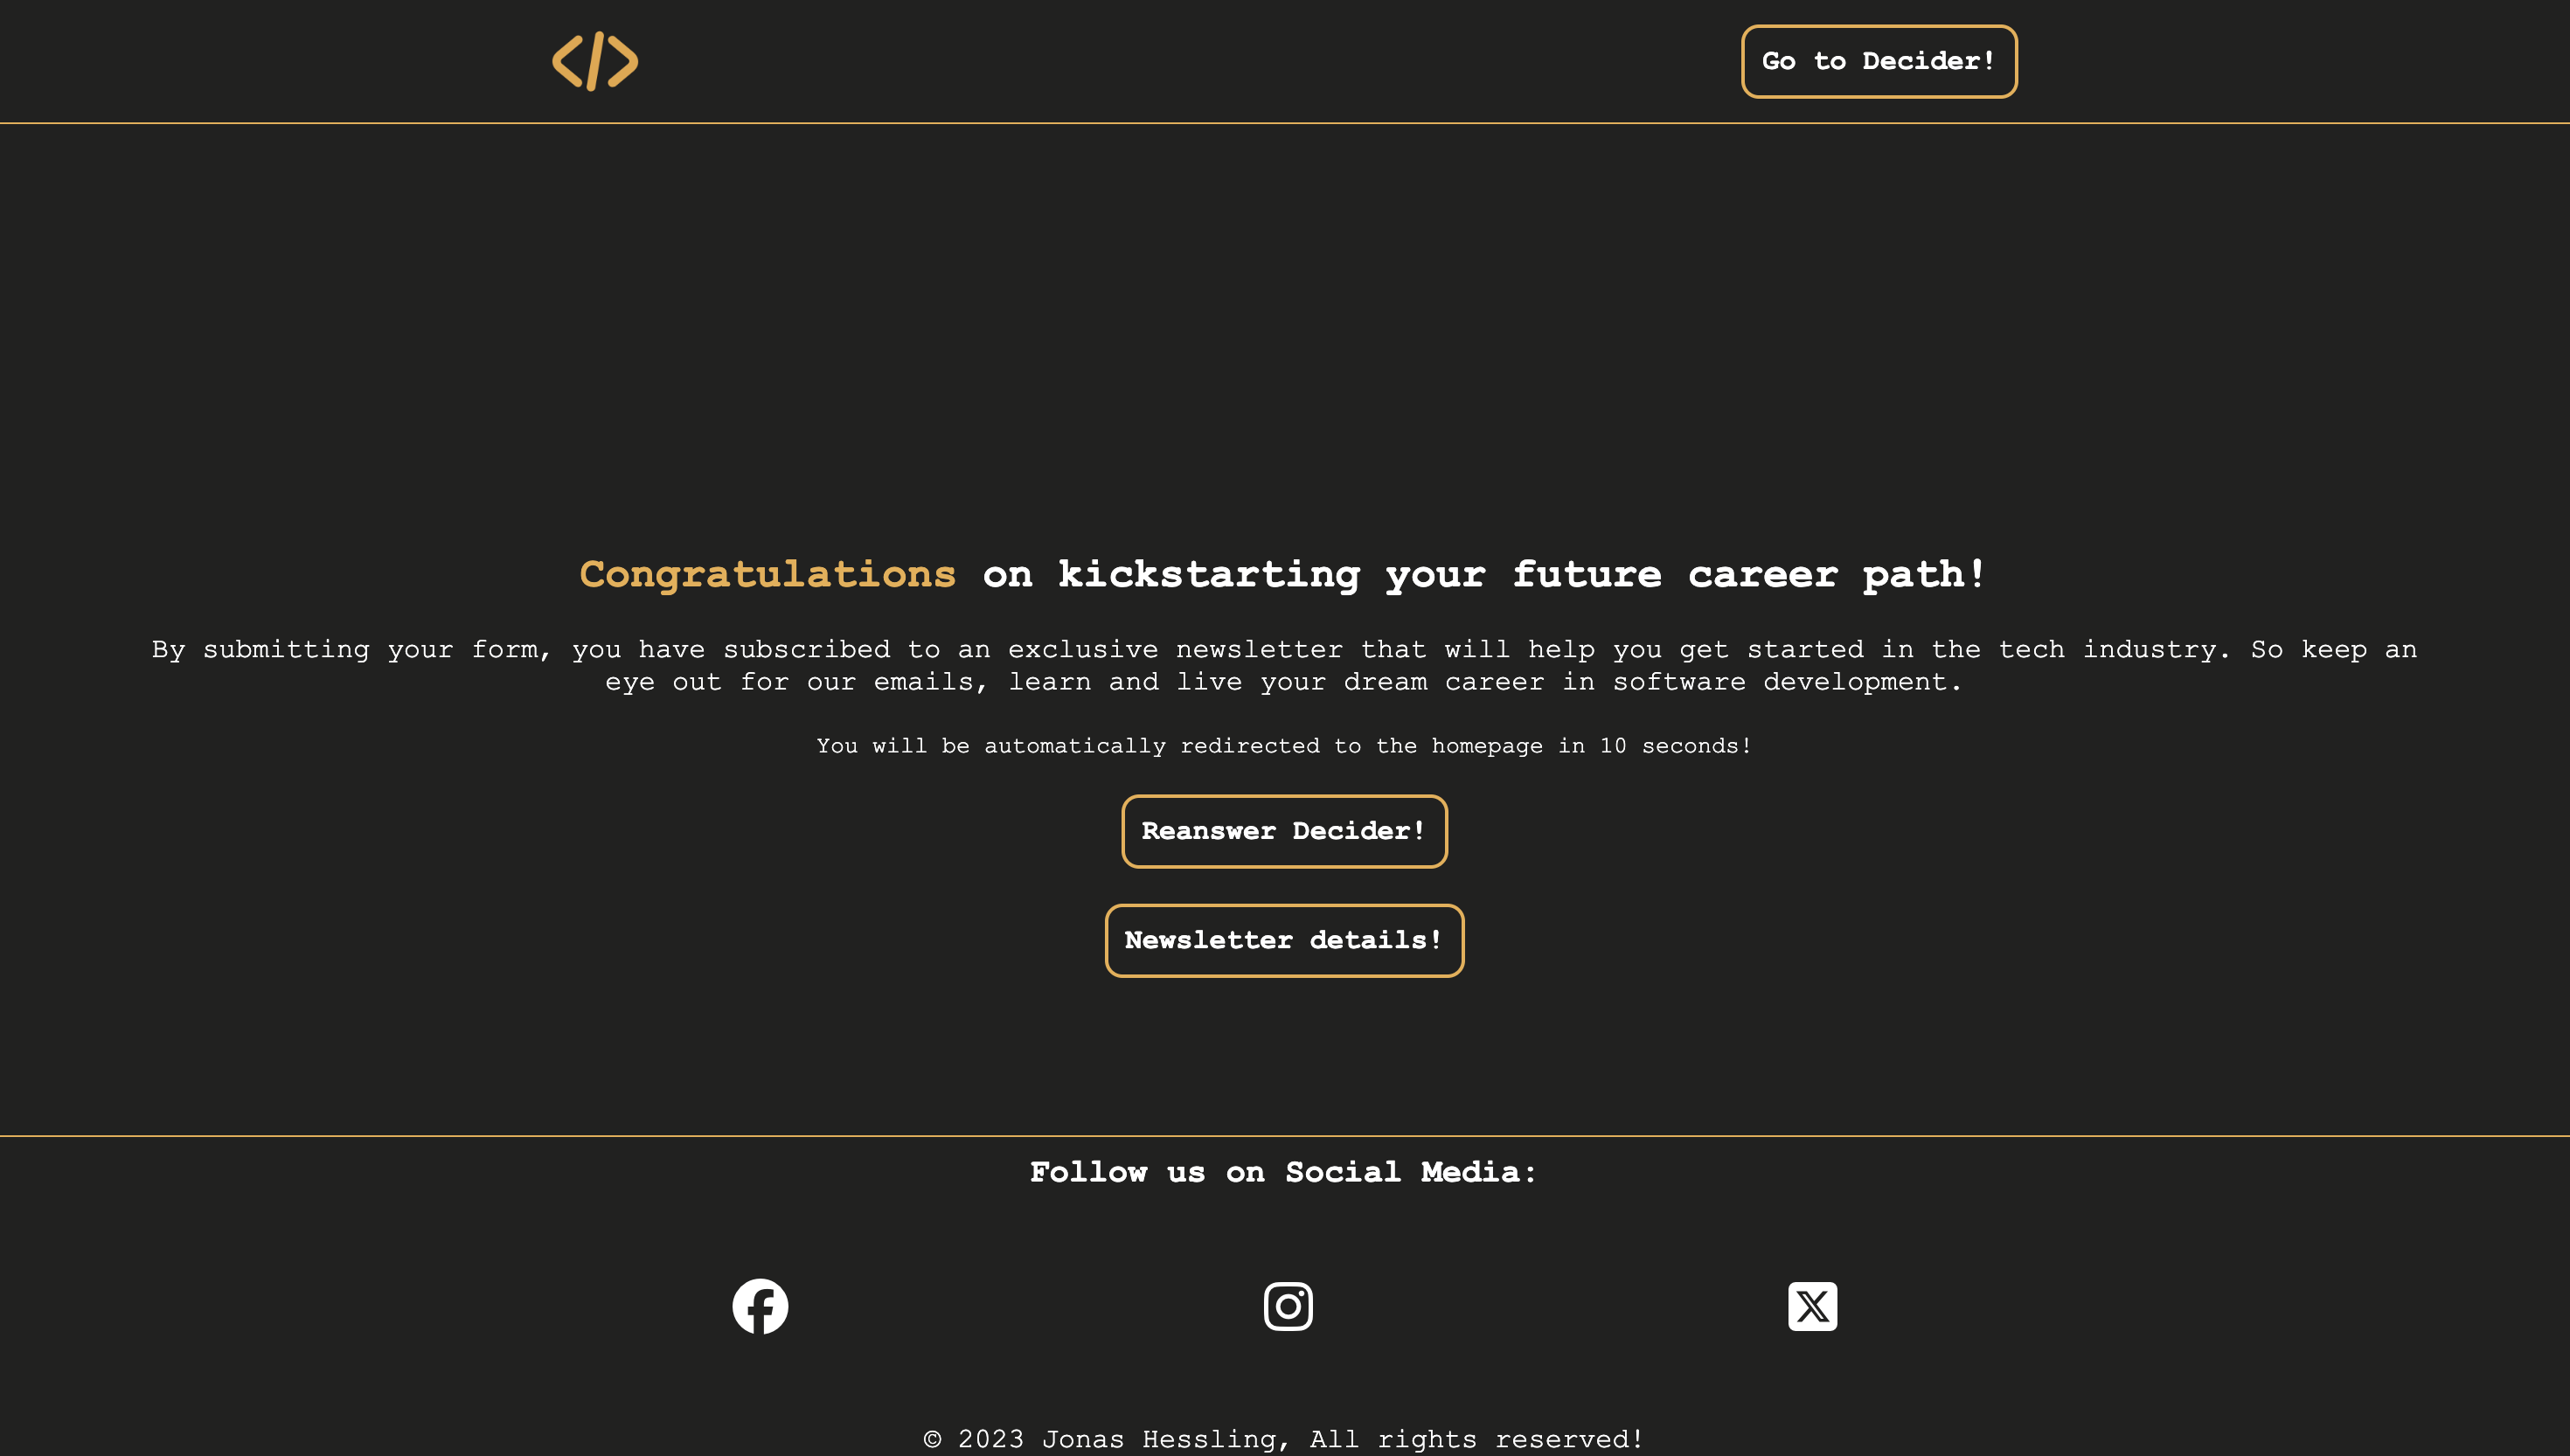 </>
Go to Decider!
Congratulations on kickstarting your future career path!
By submitting your form, you have subscribed to an exclusive newsletter that will help you get started in the tech industry. So keep an
eye out for our emails, learn and live your dream career in software development.
You will be automatically redirected to the homepage in 10 seconds!
Reanswer Decider!
Newsletter details!
Follow us on Social Media:
© 2023 Jonas Hessling, All rights reserved!